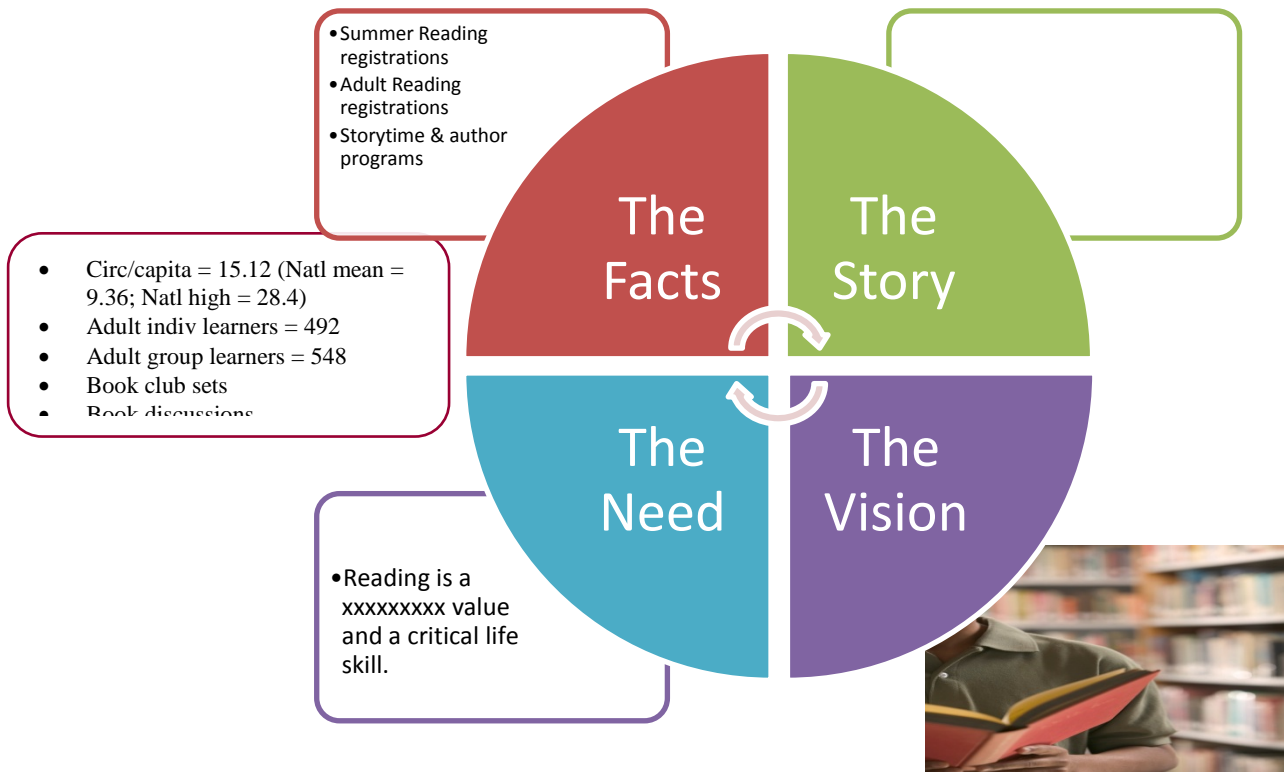 •Summer Reading
registrations
•Adult Reading
registrations
•Storytime & author
programs
The
Facts
The
Story
• Circ/capita = 15.12 (Natl mean =
9.36; Natl high = 28.4)
• Adult indiv learners = 492
• Adult group learners = 548
• Book club sets
• Book discussions
The
Need
The
Vision
•Reading is a
xxxxxxxxx value
and a critical life
skill.